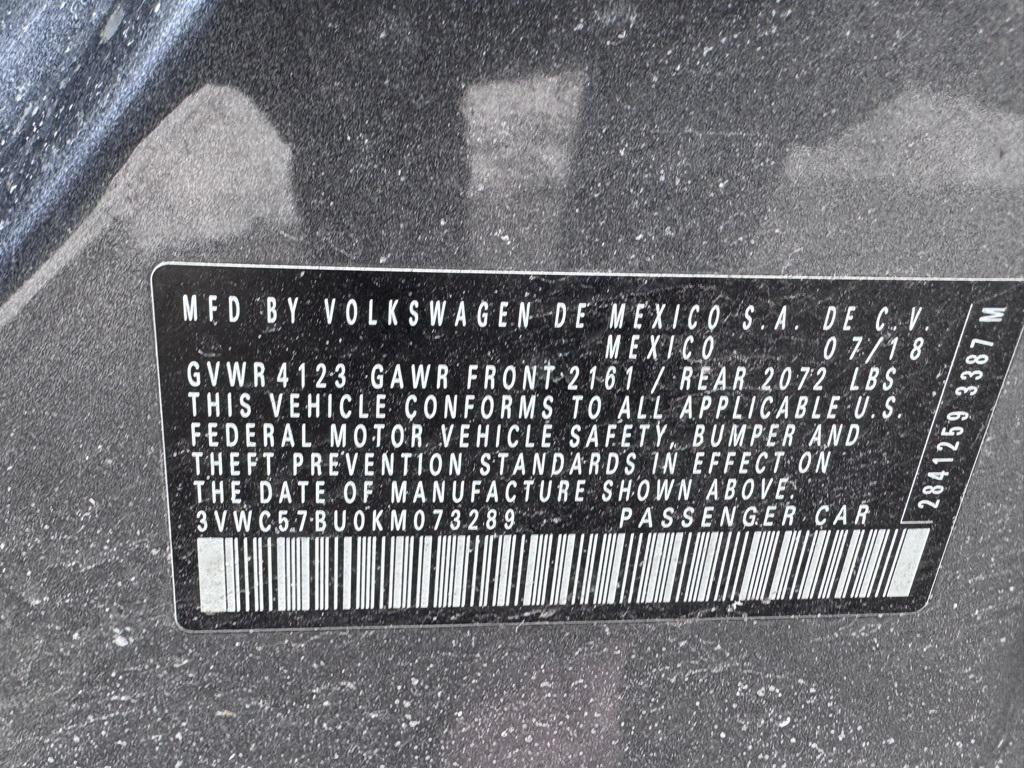 MFD BY VOLKSWAGEN DE MEXICO S.A. DE C.V.
MEXICO 07/18
GVWR 4123 GAWR FRONT 2161 / REAR 2072 LBS
THIS VEHICLE CONFORMS TO ALL APPLICABLE U.S.
FEDERAL MOTOR VEHICLE SAFETY, BUMPER AND
THEFT PREVENTION STANDARDS IN EFFECT ON
THE DATE OF MANUFACTURE SHOWN ABOVE.
3VWC57BU0KM073289 PASSENGER CAR
2841259 3387 M